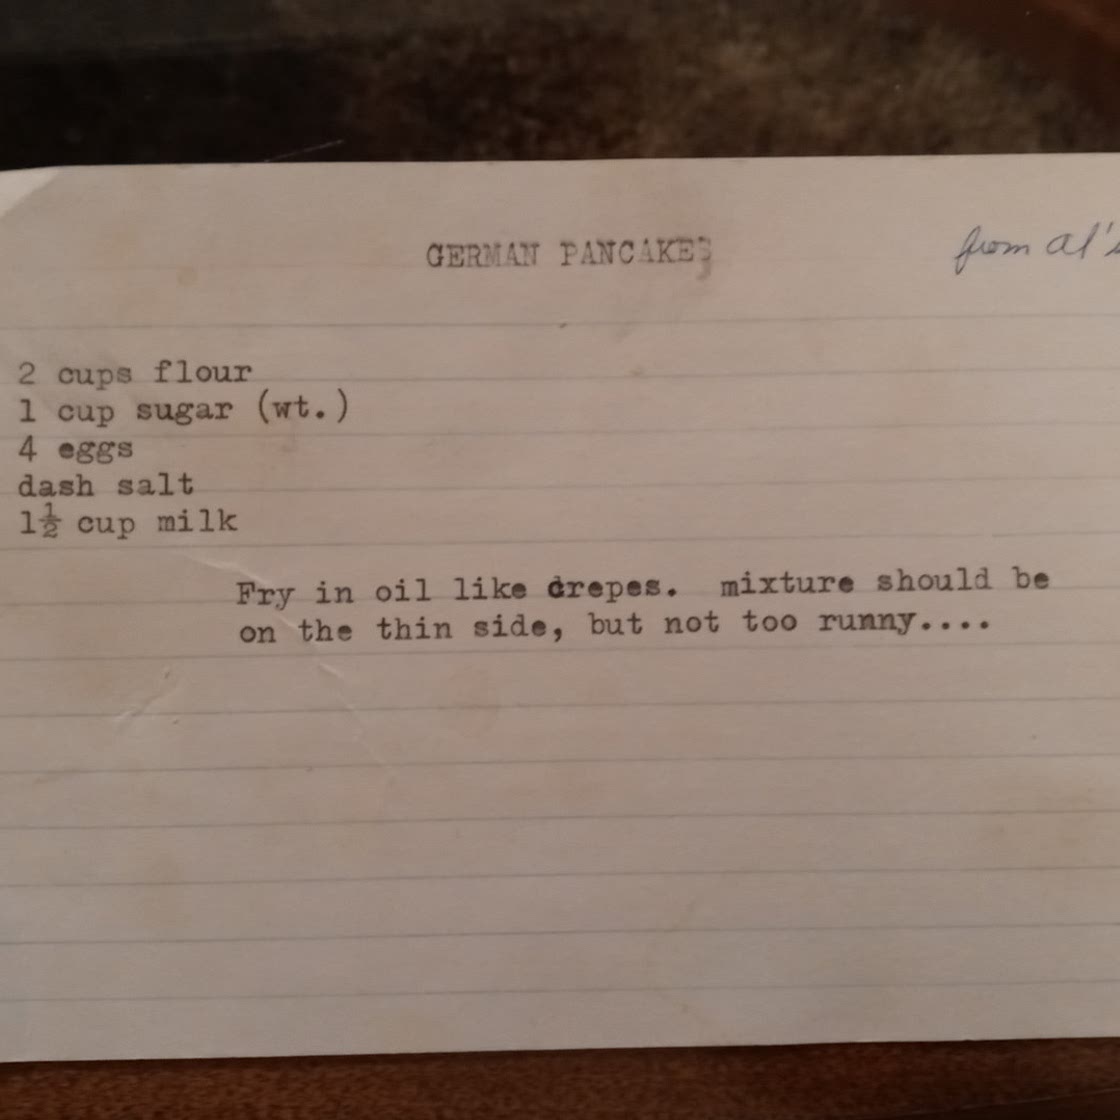 GERMAN PANCAKES
from Al's
2 cups flour
1 cup sugar (wt.)
4 eggs
dash salt
1½ cup milk
Fry in oil like crepes. mixture should be
on the thin side, but not too runny....